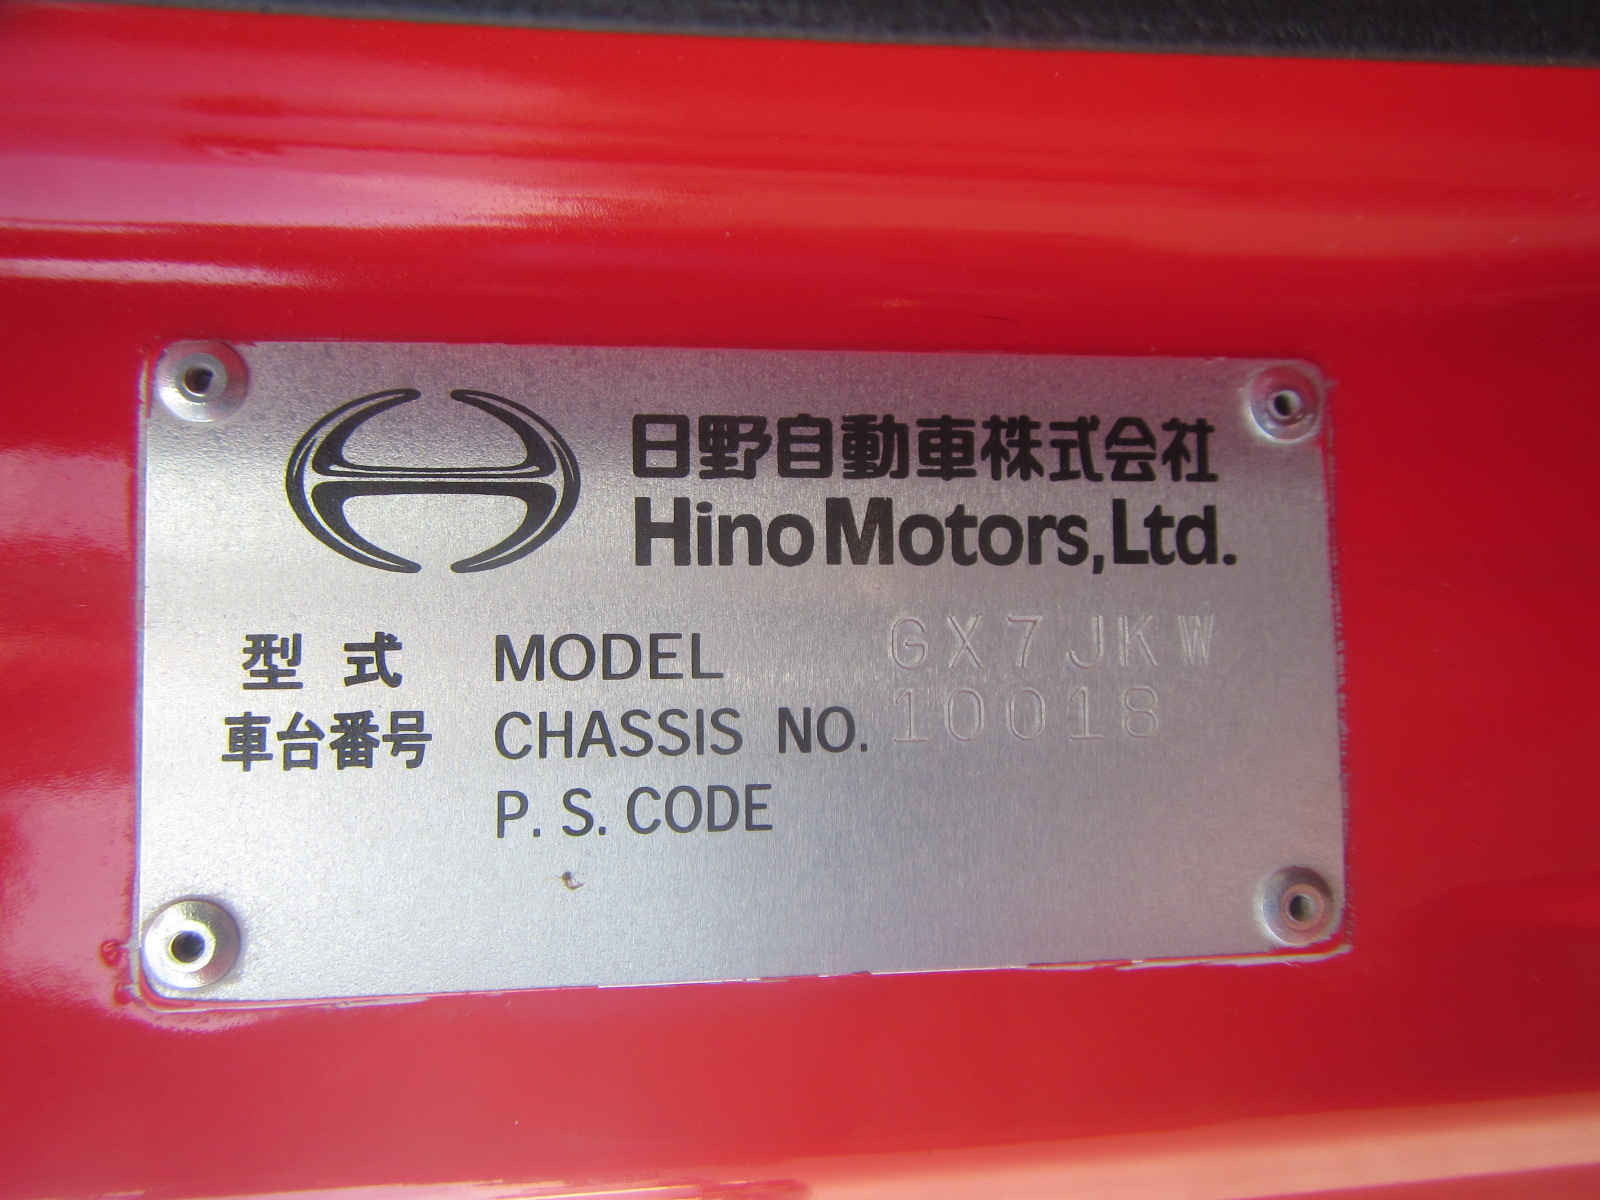 日野自動車株式会社
Hino Motors, Ltd.
型式 MODEL GX7JKW
車台番号 CHASSIS NO. 10018
P. S. CODE